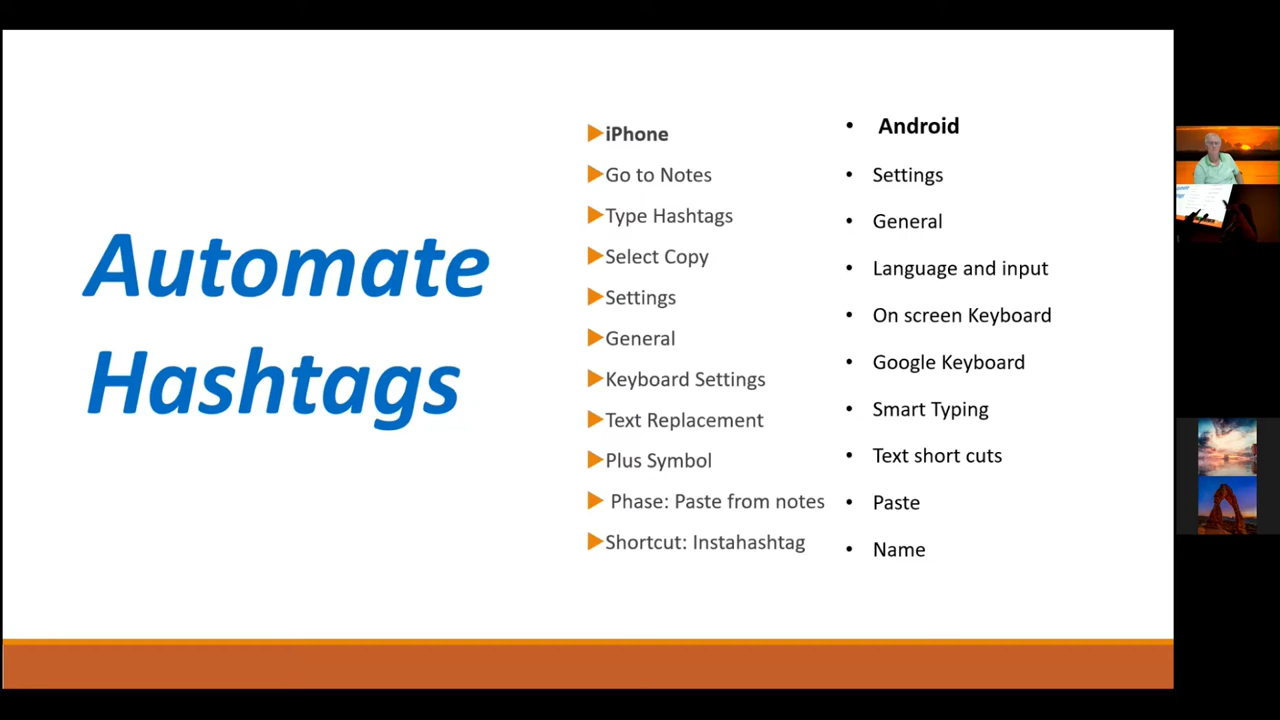 Automate
Hashtags
iPhone
Go to Notes
Type Hashtags
Select Copy
Settings
General
Keyboard Settings
Text Replacement
Plus Symbol
Phase: Paste from notes
Shortcut: Instahashtag
Android
Settings
General
Language and input
On screen Keyboard
Google Keyboard
Smart Typing
Text short cuts
Paste
Name